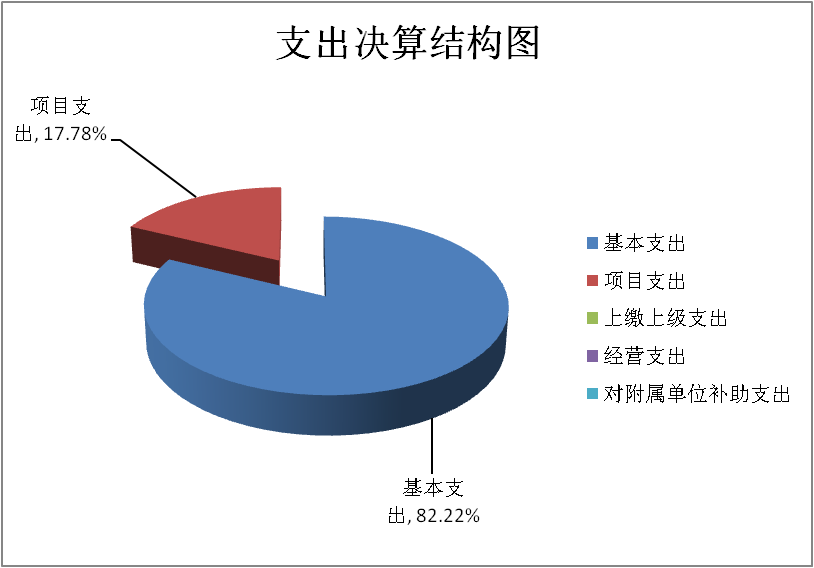 支出决算结构图
项目支
出, 17.78%
基本支出
项目支出
上缴上级支出
经营支出
对附属单位补助支出
基本支
出, 82.22%